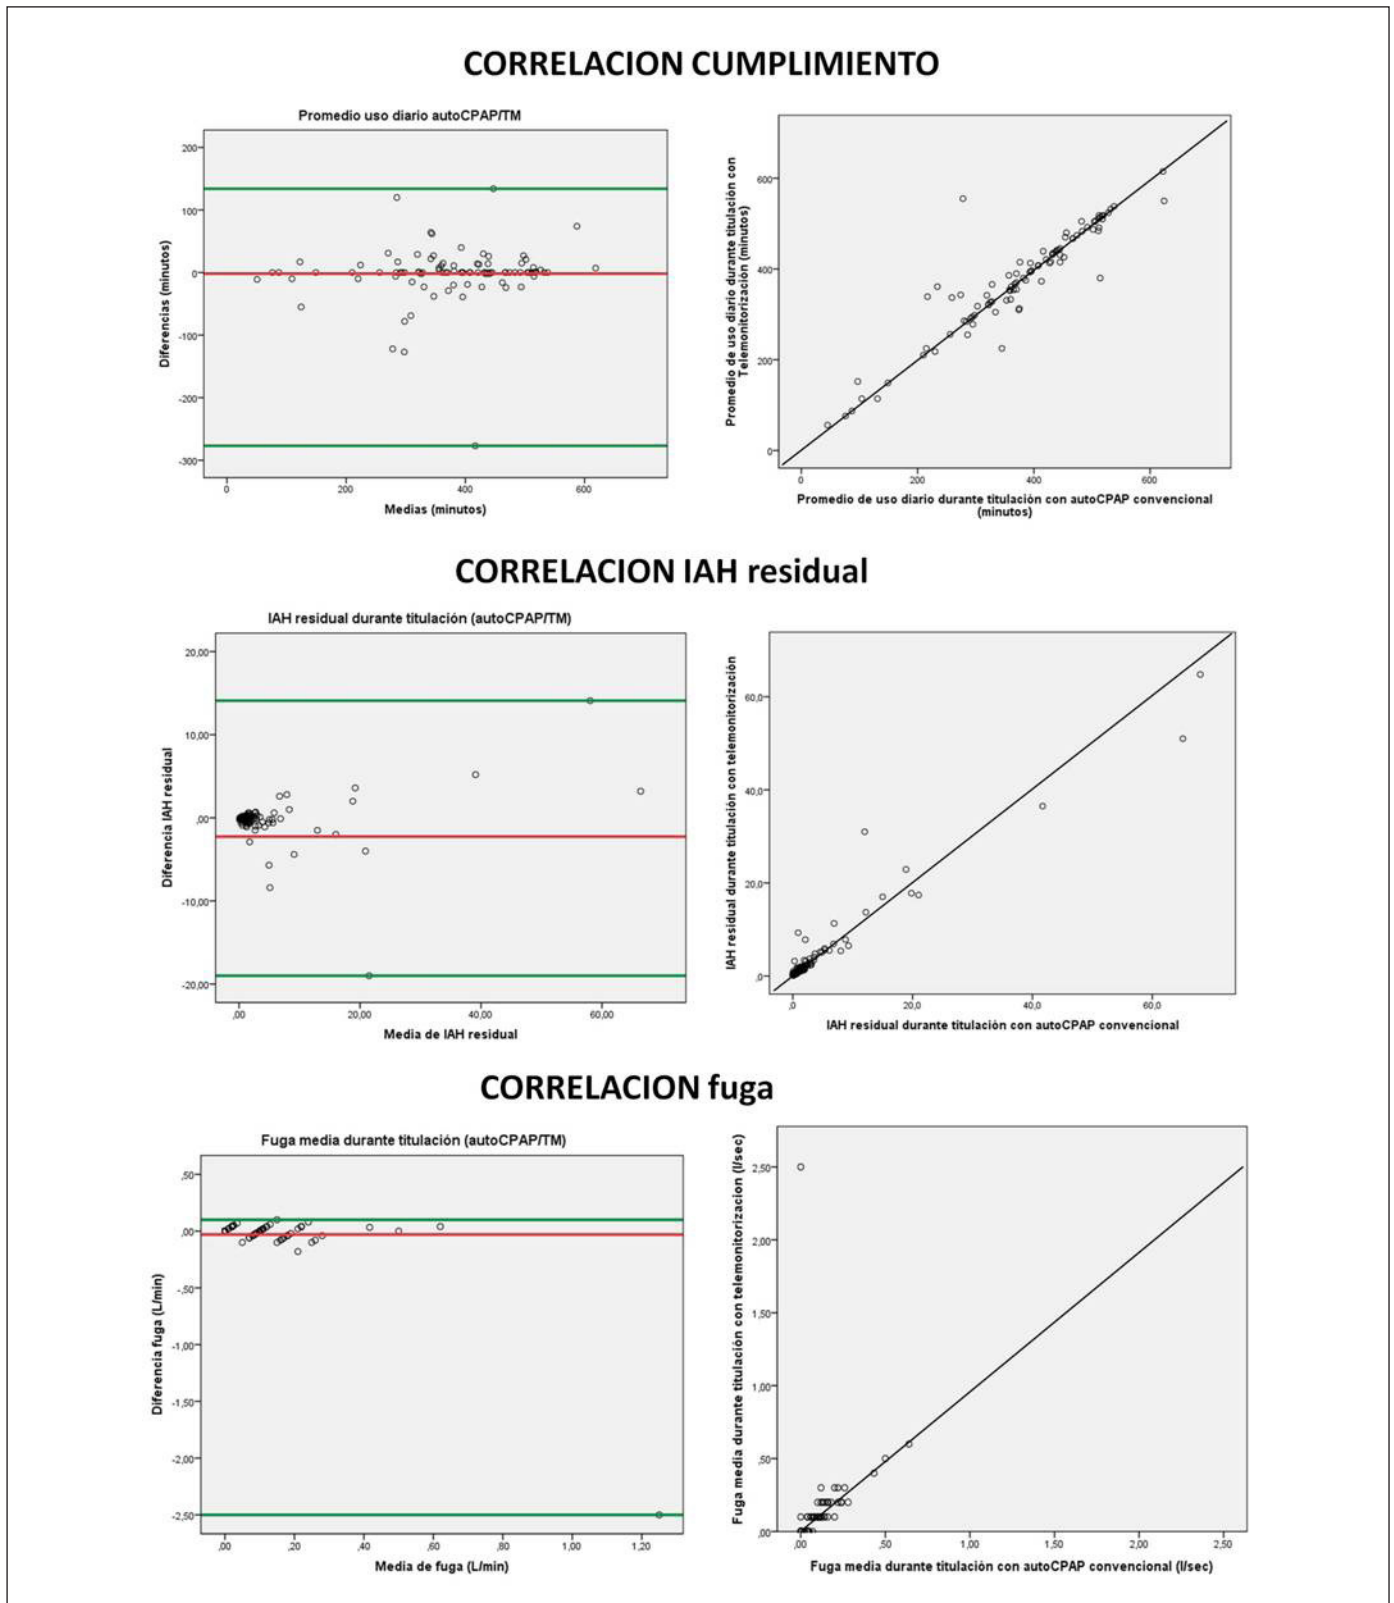 CORRELACION CUMPLIMIENTO
Promedio uso diario autoCPAP/TM
Diferencias (minutos)
200
100
0
-100
-200
-300
0 200 400 600
Medias (minutos)
Promedio de uso diario durante titulación con
Telemonitorización (minutos)
600
400
200
0
0 200 400 600
Promedio de uso diario durante titulación con autoCPAP convencional
(minutos)
CORRELACION IAH residual
IAH residual durante titulación (autoCPAP/TM)
Diferencia IAH residual
20,00
10,00
,00
-10,00
-20,00
,00 20,00 40,00 60,00
Media de IAH residual
IAH residual durante titulación con telemonitorización
60,0
40,0
20,0
,0
,0 20,0 40,0 60,0
IAH residual durante titulación con autoCPAP convencional
CORRELACION fuga
Fuga media durante titulación (autoCPAP/TM)
Diferencia fuga (L/min)
,50
,00
-,50
-1,00
-1,50
-2,00
-2,50
,00 ,20 ,40 ,60 ,80 1,00 1,20
Media de fuga (L/min)
Fuga media durante titulación con telemonitorizacion (l/sec)
2,50
2,00
1,50
1,00
,50
,00
,00 ,50 1,00 1,50 2,00 2,50
Fuga media durante titulación con autoCPAP convencional (l/sec)